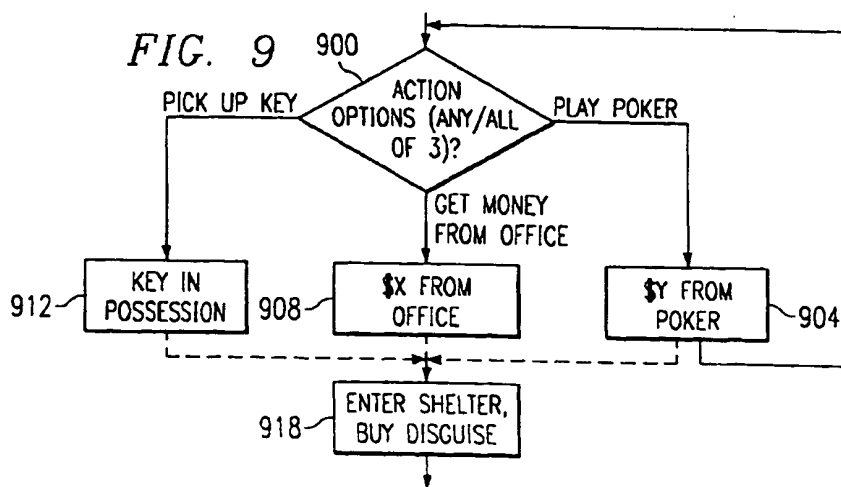 FIG. 9
900
ACTION
OPTIONS (ANY/ALL
OF 3)?
PICK UP KEY
PLAY POKER
GET MONEY
FROM OFFICE
912
KEY IN
POSSESSION
908
$X FROM
OFFICE
$Y FROM
POKER
904
918
ENTER SHELTER,
BUY DISGUISE